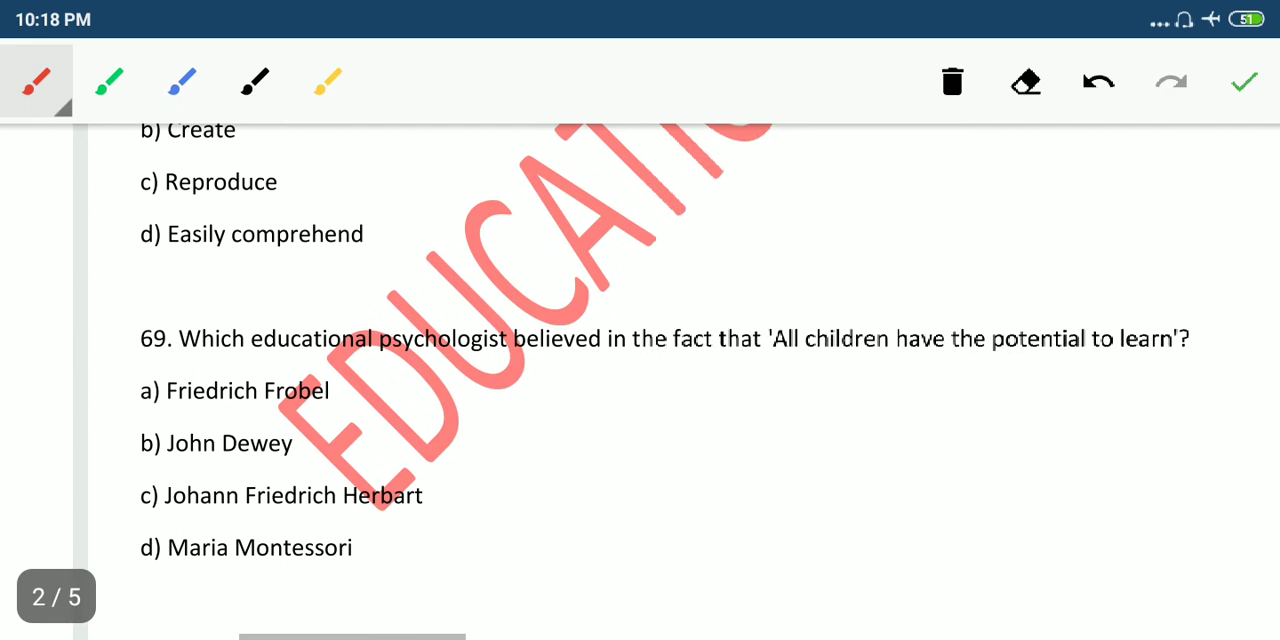 10:18 PM
51
b) Create
c) Reproduce
d) Easily comprehend
69. Which educational psychologist believed in the fact that 'All children have the potential to learn'?
a) Friedrich Frobel
b) John Dewey
c) Johann Friedrich Herbart
d) Maria Montessori
2 / 5